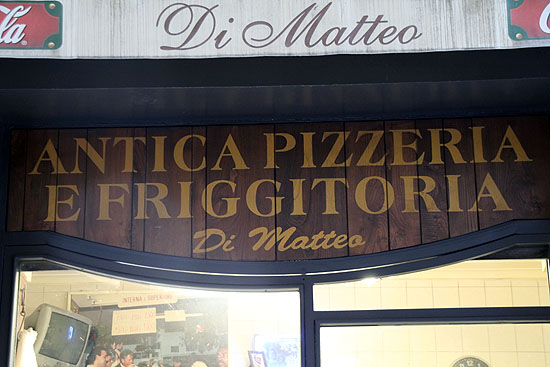 Di Matteo
ANTICA PIZZERIA
E FRIGGITORIA
Di Matteo